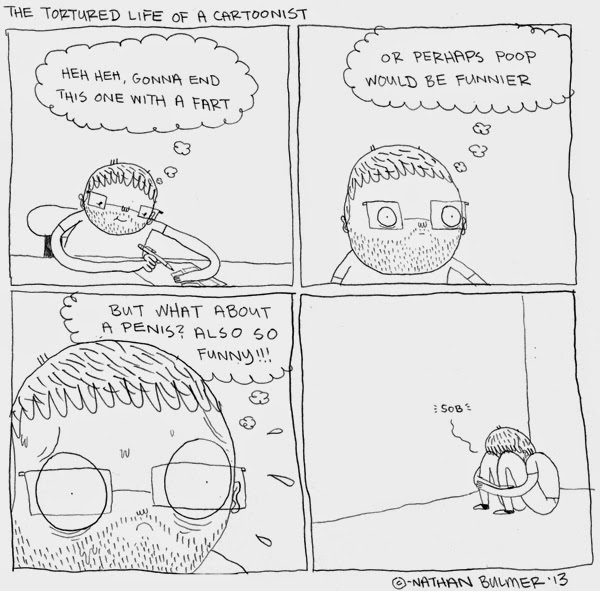 THE TORTURED LIFE OF A CARTOONIST
HEH HEH, GONNA END
THIS ONE WITH A FART
OR PERHAPS POOP
WOULD BE FUNNIER
BUT WHAT ABOUT
A PENIS? ALSO SO
FUNNY!!!
SOB
©-NATHAN BULMER '13